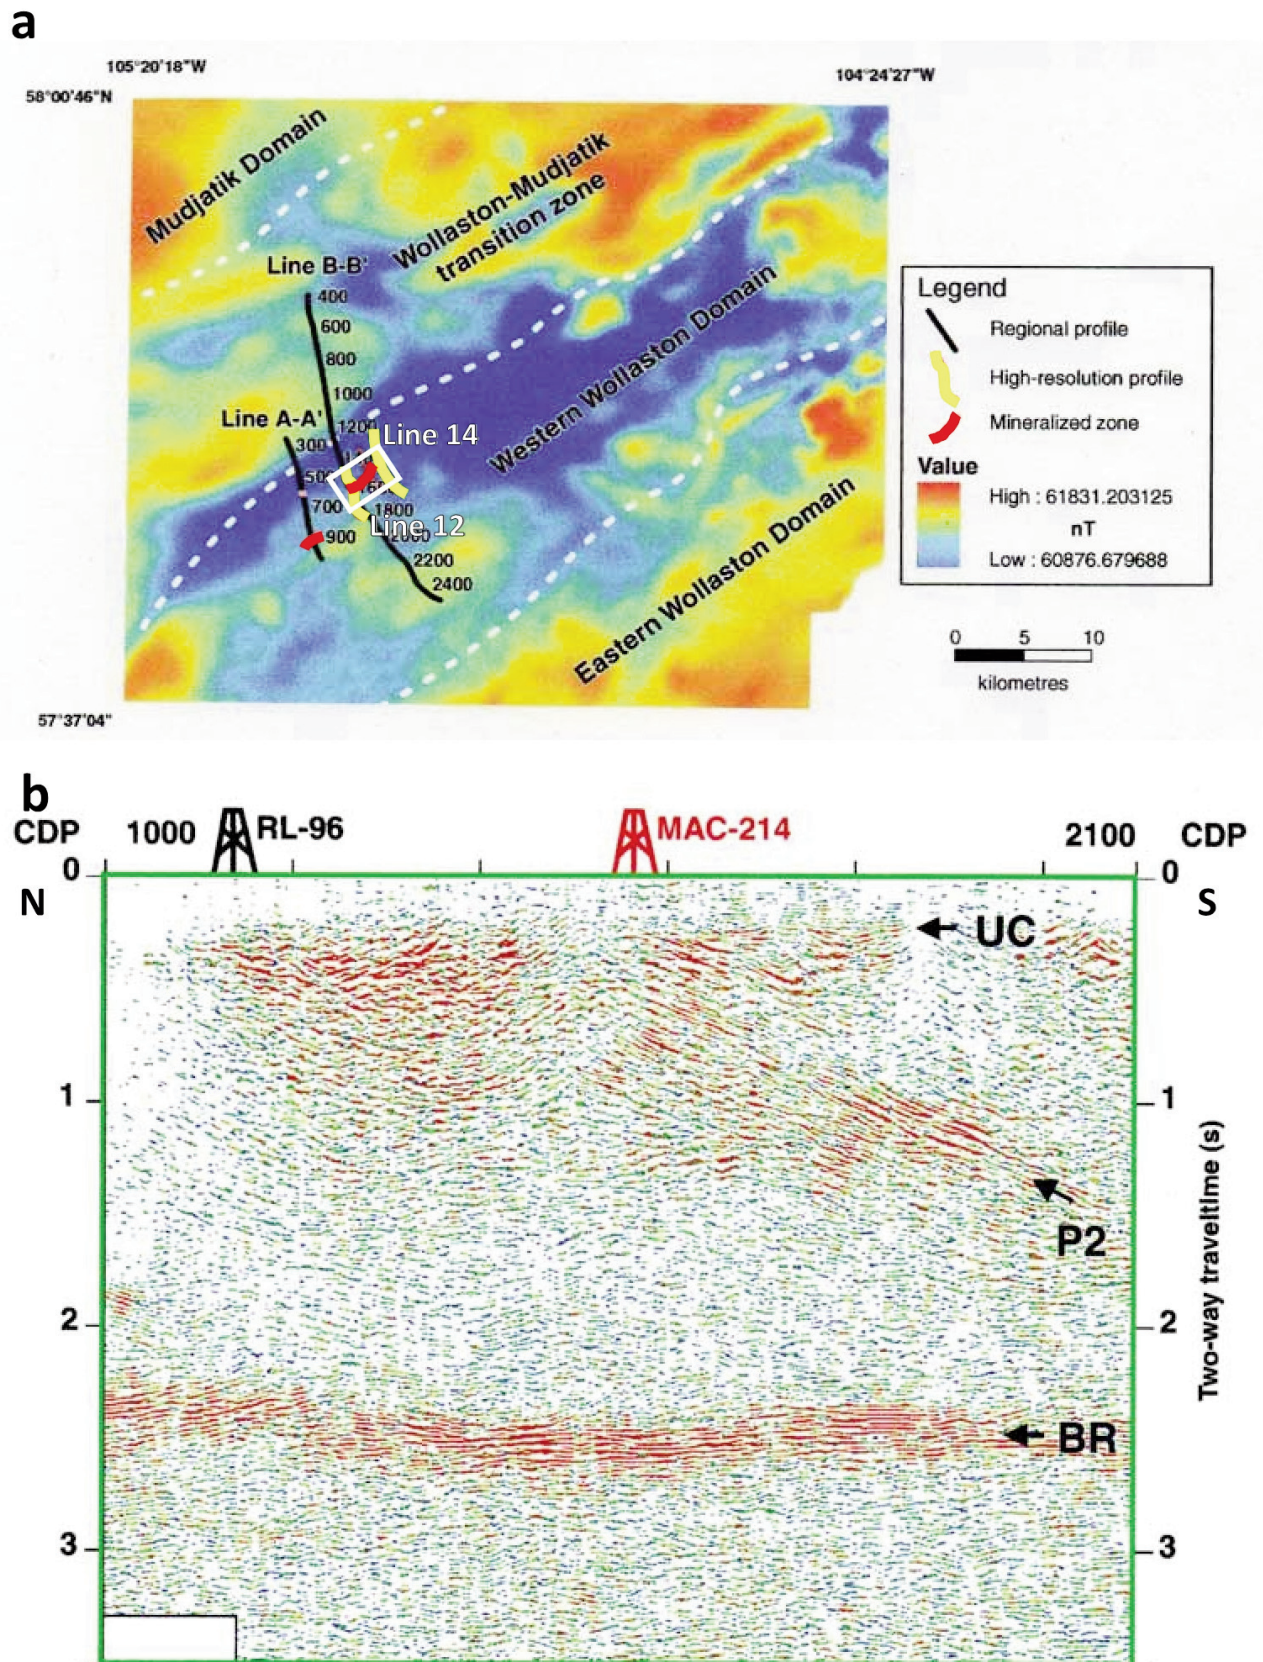 a
105°20'18"W
104°24'27"W
58°00'46"N
Mudjatik Domain
Wollaston-Mudjatik
transition zone
Line B-B'
400
600
800
1000
1200
Line A-A'
300
700
900
Line 14
Line 12
1800
2200
2400
Western Wollaston Domain
Eastern Wollaston Domain
57°37'04"
Legend
Regional profile
High-resolution profile
Mineralized zone
Value
High : 61831.203125
nT
Low : 60876.679688
0 5 10
kilometres
b
CDP 1000 RL-96 MAC-214 2100 CDP
0 0
N S
UC
1 1
P2
2 2
Two-way traveltime (s)
BR
3 3